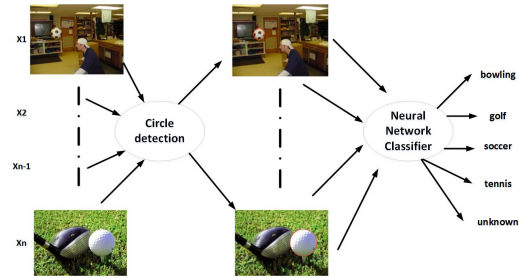 X1
X2
Xn-1
Xn
Circle
detection
Neural
Network
Classifier
bowling
golf
soccer
tennis
unknown